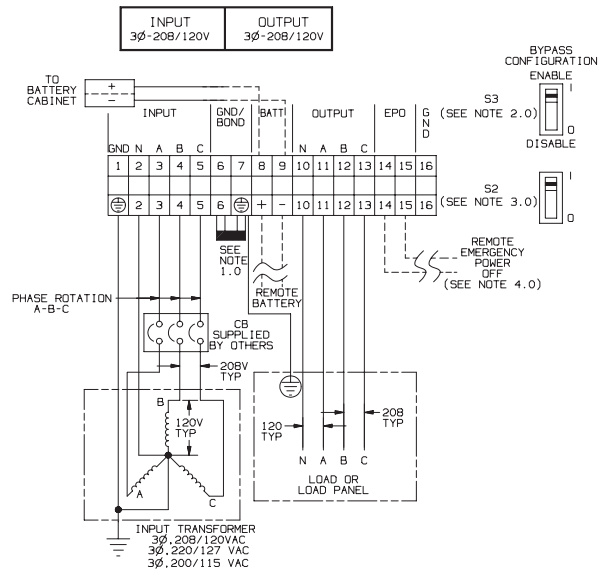 INPUT
3Ø-208/120V
OUTPUT
3Ø-208/120V
BYPASS
CONFIGURATION
ENABLE
S3
(SEE NOTE 2.0)
I
O
DISABLE
TO
BATTERY
CABINET
+
-
INPUT
GND/
BOND
BATT
OUTPUT
EPO
GND
GND N A B C
N A B C
1 2 3 4 5 6 7 8 9 10 11 12 13 14 15 16
2 3 4 5 6 + - 10 11 12 13 14 15 16
S2
(SEE NOTE 3.0)
I
O
SEE
NOTE
1.0
REMOTE
BATTERY
REMOTE
EMERGENCY
POWER
OFF
(SEE NOTE 4.0)
PHASE ROTATION
A-B-C
CB
SUPPLIED
BY OTHERS
208V
TYP
B
120V
TYP
A
C
120
TYP
208
TYP
N A B C
LOAD OR
LOAD PANEL
INPUT TRANSFORMER
3Ø,208/120VAC
3Ø,220/127 VAC
3Ø,200/115 VAC